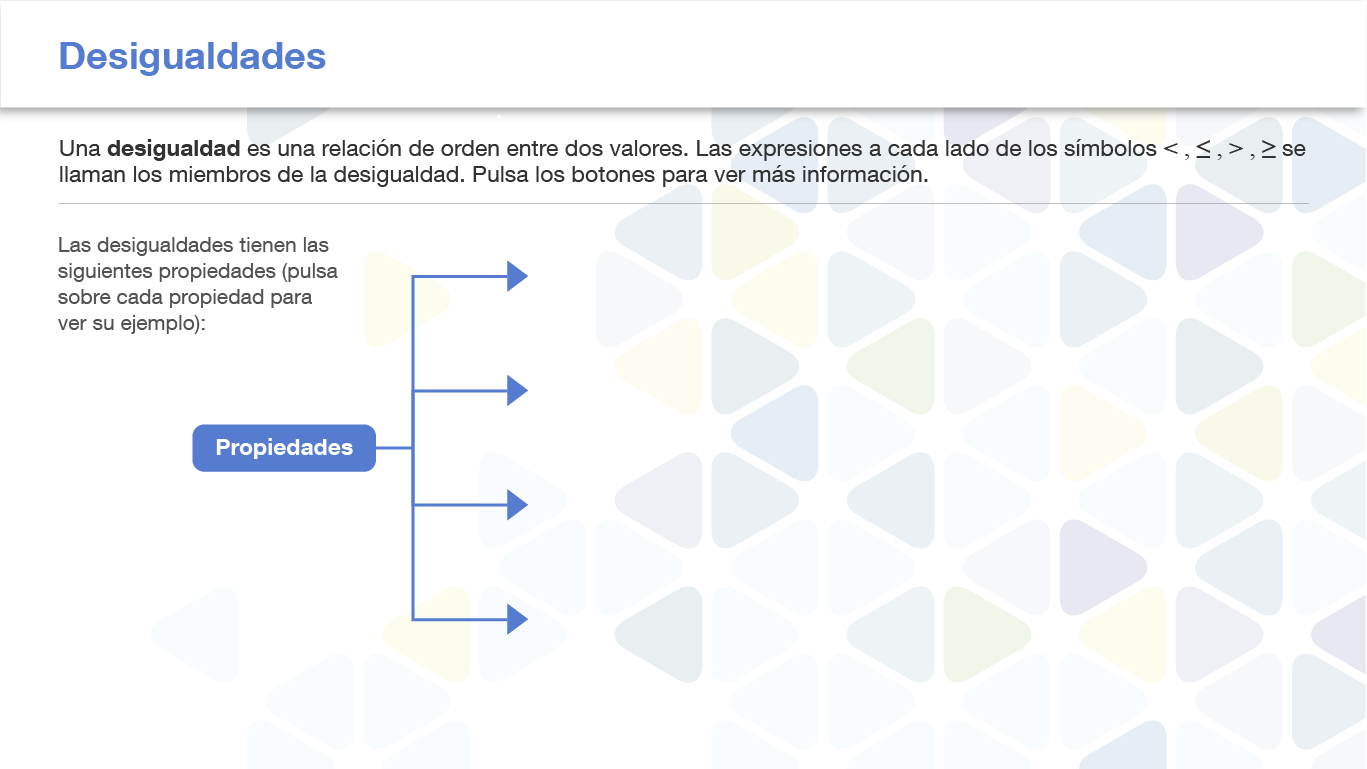 Desigualdades
Una desigualdad es una relación de orden entre dos valores. Las expresiones a cada lado de los símbolos < , ≤ , > , ≥ se
llaman los miembros de la desigualdad. Pulsa los botones para ver más información.
Las desigualdades tienen las
siguientes propiedades (pulsa
sobre cada propiedad para
ver su ejemplo):
Propiedades